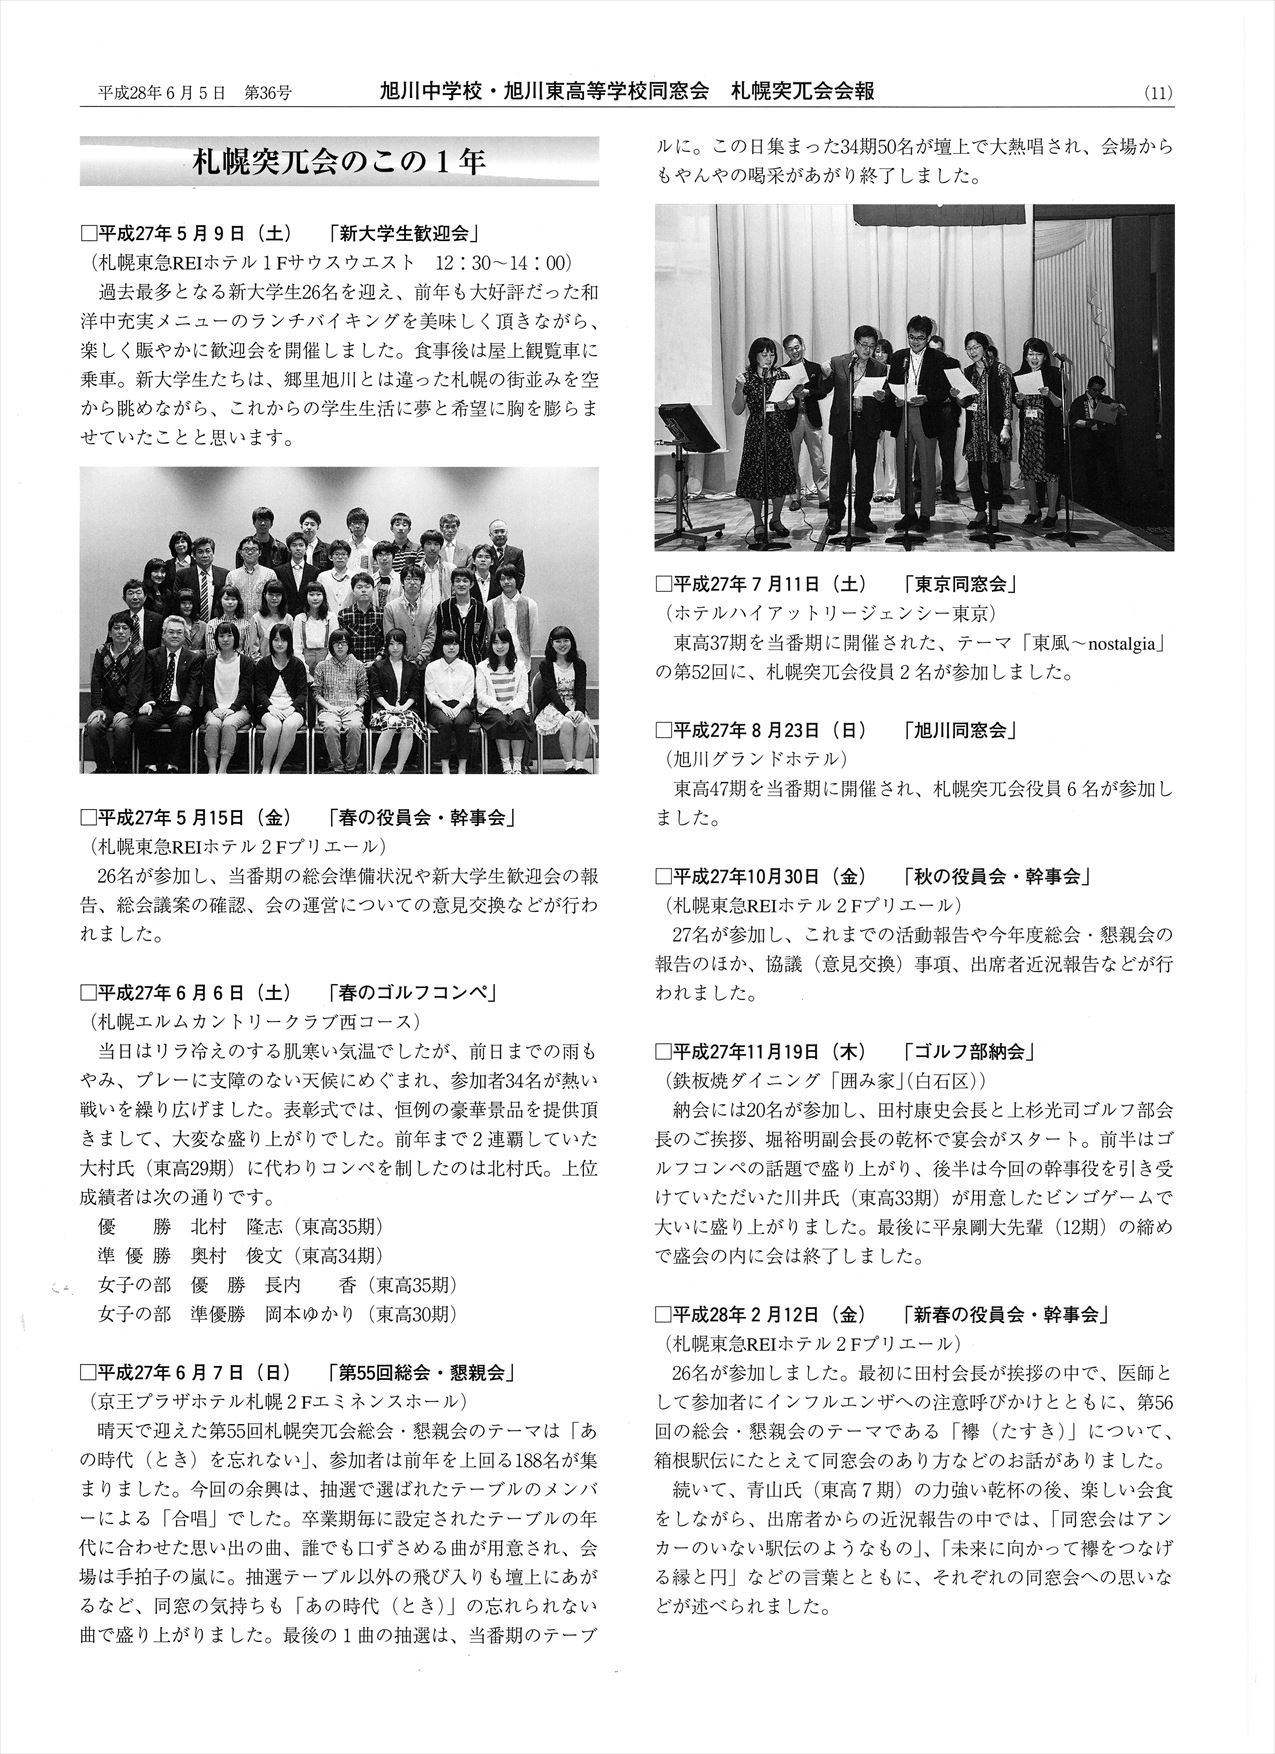 平成28年６月５日　第36号
旭川中学校・旭川東高等学校同窓会　札幌突兀会会報
(11)
札幌突兀会のこの１年
□平成27年５月９日（土）　「新大学生歓迎会」
（札幌東急REIホテル１Fサウスウエスト　12：30～14：00）
　過去最多となる新大学生26名を迎え、前年も大好評だった和
洋中充実メニューのランチバイキングを美味しく頂きながら、
楽しく賑やかに歓迎会を開催しました。食事後は屋上観覧車に
乗車。新大学生たちは、郷里旭川とは違った札幌の街並みを空
から眺めながら、これからの学生生活に夢と希望に胸を膨らま
せていたことと思います。
□平成27年５月15日（金）　「春の役員会・幹事会」
（札幌東急REIホテル２Fプリエール）
　26名が参加し、当番期の総会準備状況や新大学生歓迎会の報
告、総会議案の確認、会の運営についての意見交換などが行わ
れました。
□平成27年６月６日（土）　「春のゴルフコンペ」
（札幌エルムカントリークラブ西コース）
　当日はリラ冷えのする肌寒い気温でしたが、前日までの雨も
やみ、プレーに支障のない天候にめぐまれ、参加者34名が熱い
戦いを繰り広げました。表彰式では、恒例の豪華景品を提供頂
きまして、大変な盛り上がりでした。前年まで２連覇していた
大村氏（東高29期）に代わりコンペを制したのは北村氏。上位
成績者は次の通りです。
優　　勝　北村　隆志（東高35期）
準 優 勝　奥村　俊文（東高34期）
女子の部　優　勝　長内　　香（東高35期）
女子の部　準優勝　岡本ゆかり（東高30期）
□平成27年６月７日（日）　「第55回総会・懇親会」
（京王プラザホテル札幌２Fエミネンスホール）
　晴天で迎えた第55回札幌突兀会総会・懇親会のテーマは「あ
の時代（とき）を忘れない」、参加者は前年を上回る188名が集
まりました。今回の余興は、抽選で選ばれたテーブルのメンバ
ーによる「合唱」でした。卒業期毎に設定されたテーブルの年
代に合わせた思い出の曲、誰でも口ずさめる曲が用意され、会
場は手拍子の嵐に。抽選テーブル以外の飛び入りも壇上にあが
るなど、同窓の気持ちも「あの時代（とき）」の忘れられない
曲で盛り上がりました。最後の１曲の抽選は、当番期のテーブ
ルに。この日集まった34期50名が壇上で大熱唱され、会場から
もやんやの喝采があがり終了しました。
□平成27年７月11日（土）　「東京同窓会」
（ホテルハイアットリージェンシー東京）
　東高37期を当番期に開催された、テーマ「東風～nostalgia」
の第52回に、札幌突兀会役員２名が参加しました。
□平成27年８月23日（日）　「旭川同窓会」
（旭川グランドホテル）
　東高47期を当番期に開催され、札幌突兀会役員６名が参加し
ました。
□平成27年10月30日（金）　「秋の役員会・幹事会」
（札幌東急REIホテル２Fプリエール）
　27名が参加し、これまでの活動報告や今年度総会・懇親会の
報告のほか、協議（意見交換）事項、出席者近況報告などが行
われました。
□平成27年11月19日（木）　「ゴルフ部納会」
（鉄板焼ダイニング「囲み家」（白石区））
　納会には20名が参加し、田村康史会長と上杉光司ゴルフ部会
長のご挨拶、堀裕明副会長の乾杯で宴会がスタート。前半はゴ
ルフコンペの話題で盛り上がり、後半は今回の幹事役を引き受
けていただいた川井氏（東高33期）が用意したビンゴゲームで
大いに盛り上がりました。最後に平泉剛大先輩（12期）の締め
で盛会の内に会は終了しました。
□平成28年２月12日（金）　「新春の役員会・幹事会」
（札幌東急REIホテル２Fプリエール）
　26名が参加しました。最初に田村会長が挨拶の中で、医師と
して参加者にインフルエンザへの注意呼びかけとともに、第56
回の総会・懇親会のテーマである「襷（たすき）」について、
箱根駅伝にたとえて同窓会のあり方などのお話がありました。
　続いて、青山氏（東高７期）の力強い乾杯の後、楽しい会食
をしながら、出席者からの近況報告の中では、「同窓会はアン
カーのいない駅伝のようなもの」、「未来に向かって襷をつなげ
る縁と円」などの言葉とともに、それぞれの同窓会への思いな
どが述べられました。